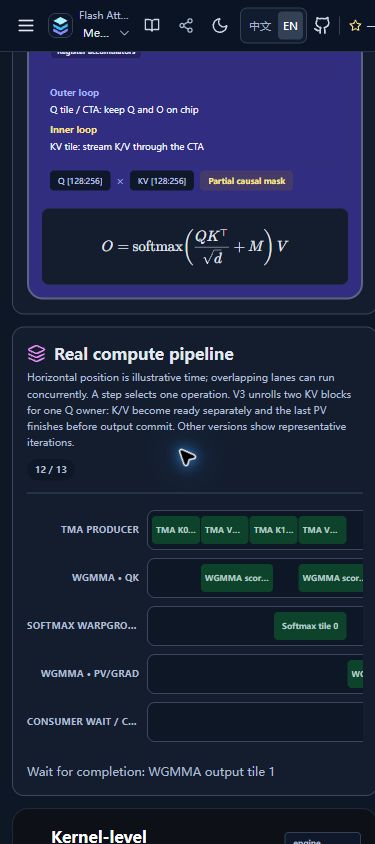 Flash Att...
Me...
中文
EN
Register accumulators
Outer loop
Q tile / CTA: keep Q and O on chip
Inner loop
KV tile: stream K/V through the CTA
Q [128:256] × KV [128:256] Partial causal mask
O = softmax(QK⊤/√d + M) V
Real compute pipeline
Horizontal position is illustrative time; overlapping lanes can run
concurrently. A step selects one operation. V3 unrolls two KV blocks
for one Q owner: K/V become ready separately and the last PV
finishes before output commit. Other versions show representative
iterations.
12 / 13
TMA PRODUCER
TMA K0... TMA V... TMA K1... TMA V...
WGMMA • QK
WGMMA scor... WGMMA scor...
SOFTMAX WARPGRO...
Softmax tile 0
WGMMA • PV/GRAD
WG
CONSUMER WAIT / C...
Wait for completion: WGMMA output tile 1
Kernel-level
engine